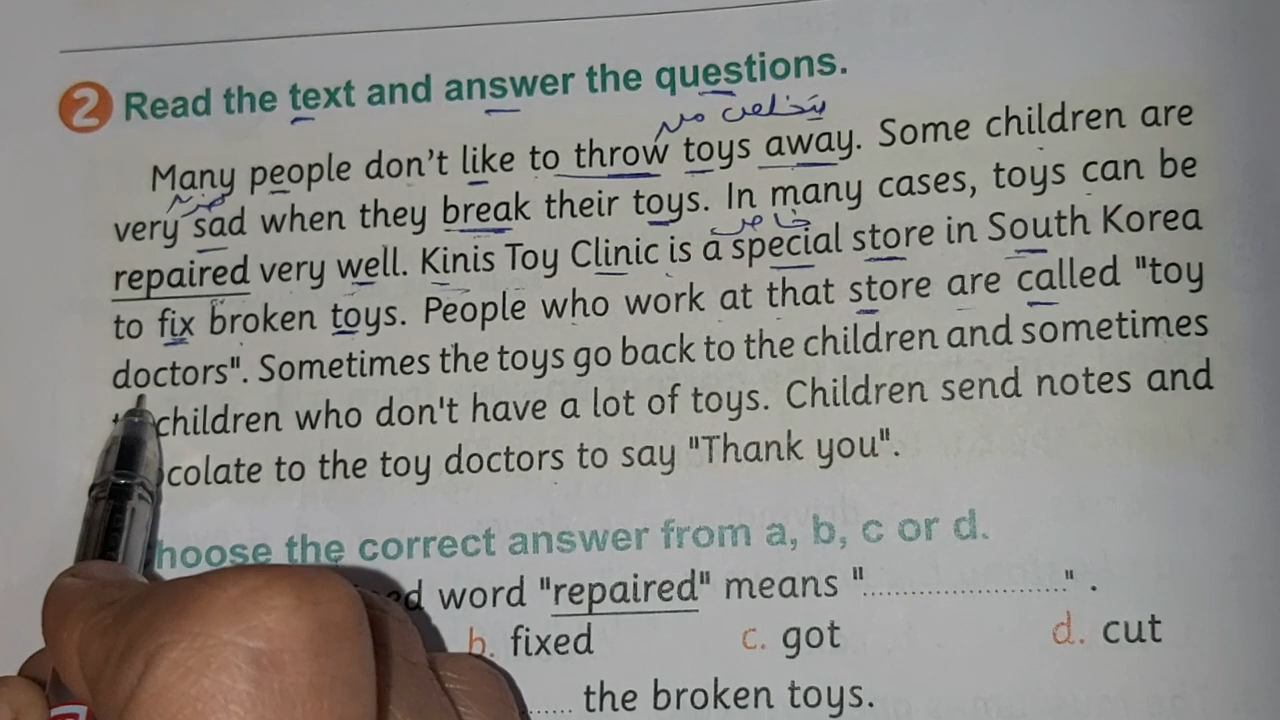 2 Read the text and answer the questions.
يتخلص من
Many people don't like to throw toys away. Some children are
حزين
very sad when they break their toys. In many cases, toys can be
خاص
repaired very well. Kinis Toy Clinic is a special store in South Korea
to fix broken toys. People who work at that store are called "toy
doctors". Sometimes the toys go back to the children and sometimes
children who don't have a lot of toys. Children send notes and
colate to the toy doctors to say "Thank you".
hoose the correct answer from a, b, c or d.
ed word "repaired" means "...................." .
b. fixed c. got d. cut
...... the broken toys.